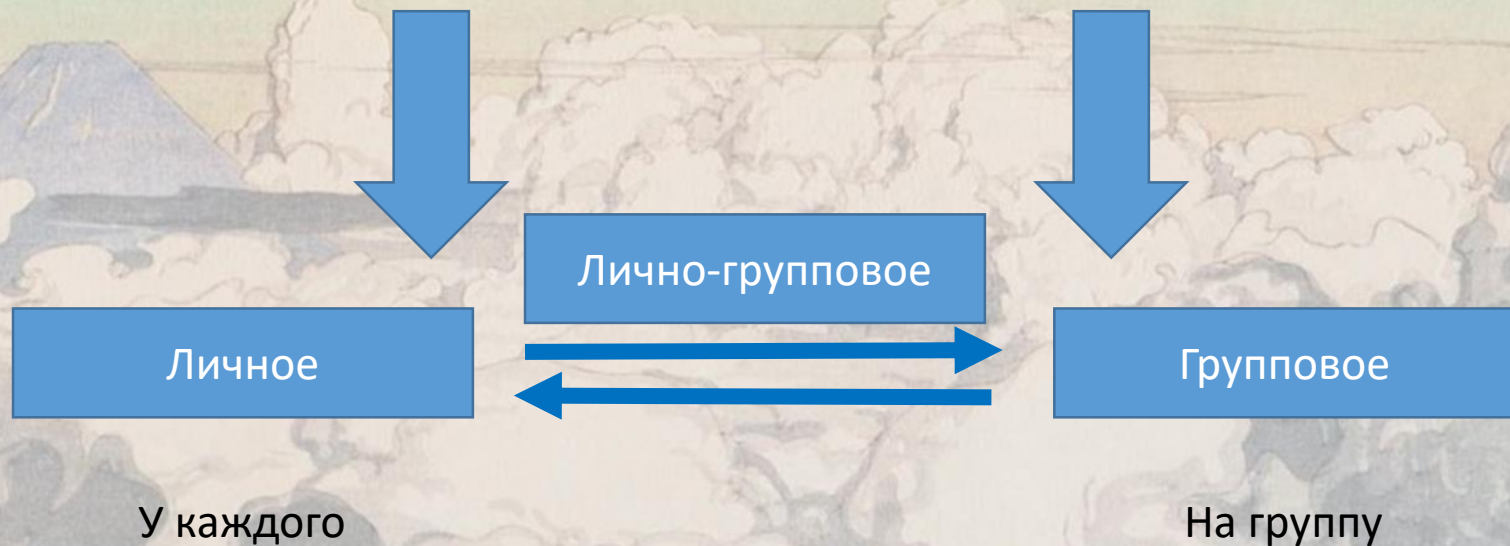 Лично-групповое
Личное
Групповое
У каждого
На группу